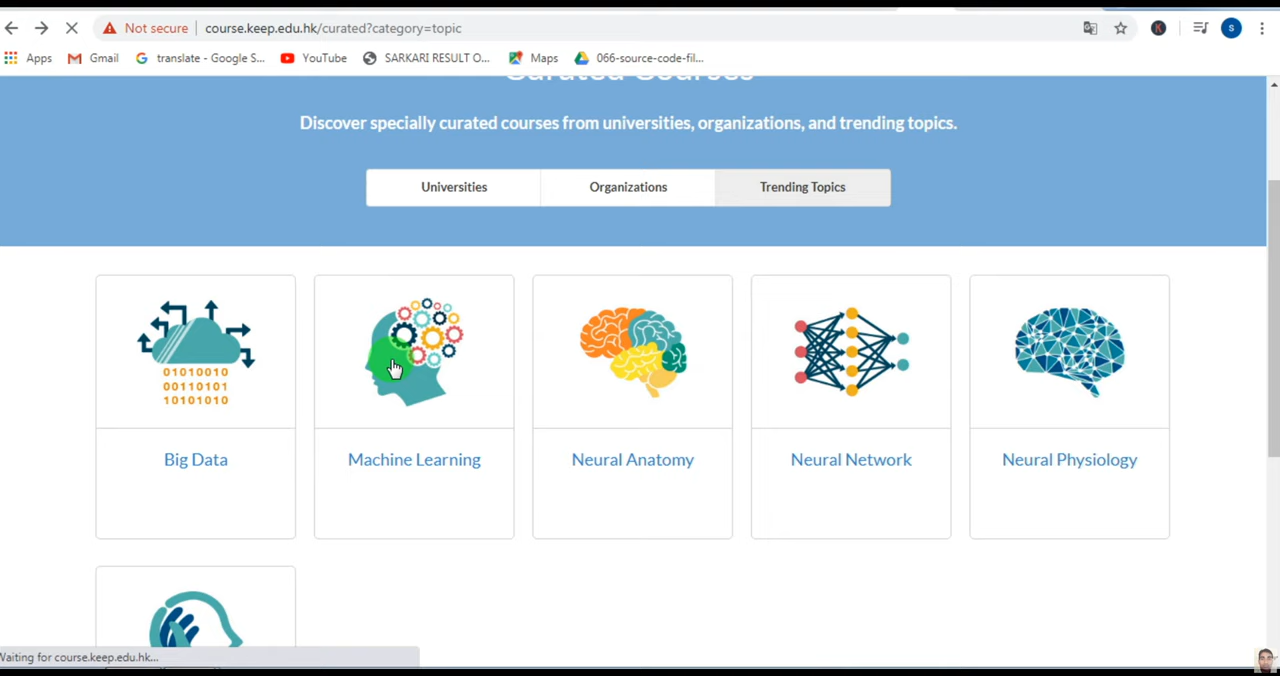 Not secure course.keep.edu.hk/curated?category=topic
Apps Gmail translate - Google S... YouTube SARKARI RESULT O... Maps 066-source-code-fil...
Curated Courses
Discover specially curated courses from universities, organizations, and trending topics.
Universities Organizations Trending Topics
01010010
00110101
10101010
Big Data Machine Learning Neural Anatomy Neural Network Neural Physiology
Waiting for course.keep.edu.hk...